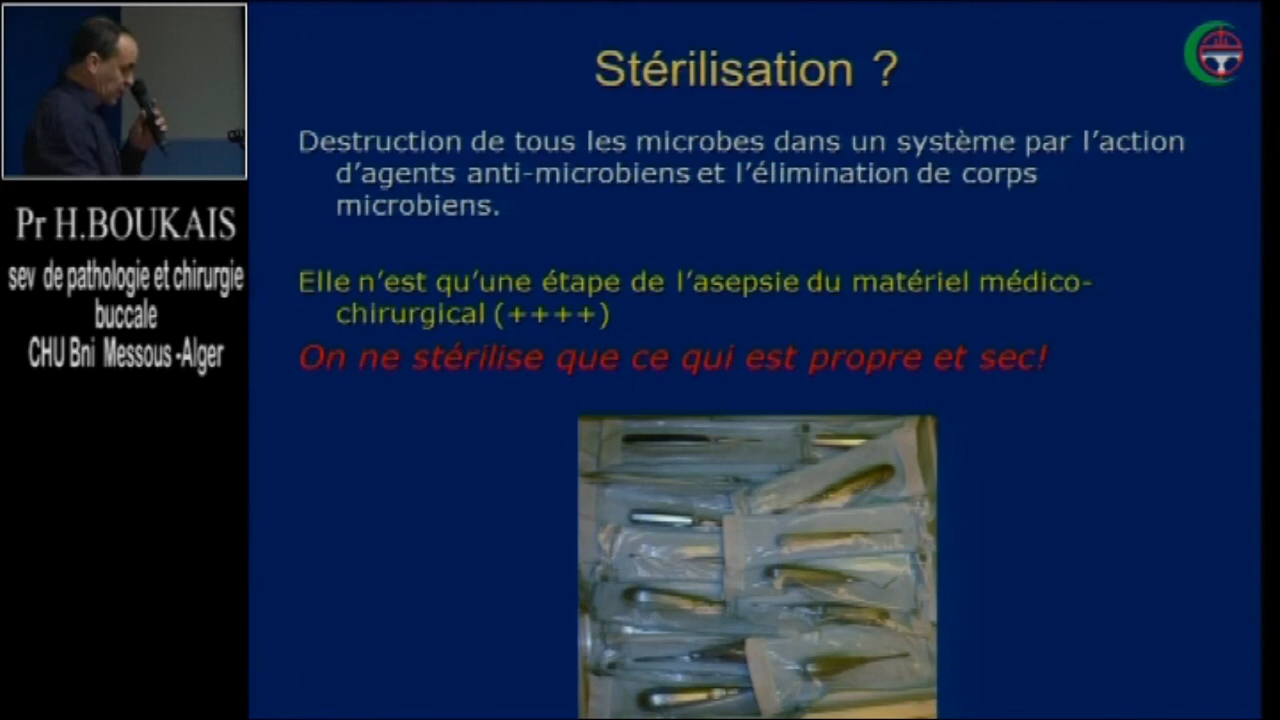 Stérilisation ?
Destruction de tous les microbes dans un système par l'action
d'agents anti-microbiens et l'élimination de corps
microbiens.
Elle n'est qu'une étape de l'asepsie du matériel médico-
chirurgical (++++)
On ne stérilise que ce qui est propre et sec!
Pr H.BOUKAIS
sev de pathologie et chirurgie
buccale
CHU Bni Messous -Alger